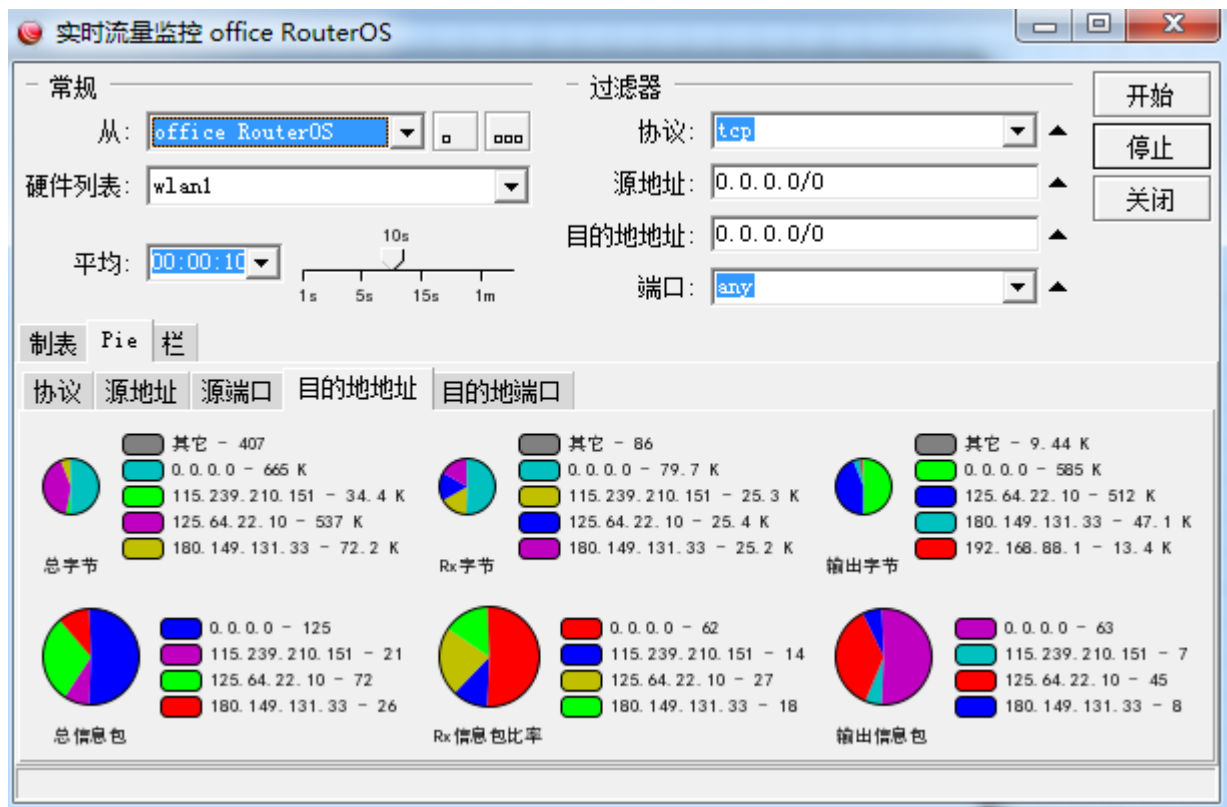 实时流量监控 office RouterOS
常规
从: office RouterOS
硬件列表: wlan1
平均: 00:00:10
10s
1s 5s 15s 1m
过滤器
协议: tcp
源地址: 0.0.0.0/0
目的地地址: 0.0.0.0/0
端口: any
开始
停止
关闭
制表 Pie 栏
协议 源地址 源端口 目的地地址 目的地端口
其它 - 407
0.0.0.0 - 665 K
115.239.210.151 - 34.4 K
125.64.22.10 - 537 K
180.149.131.33 - 72.2 K
总字节
其它 - 86
0.0.0.0 - 79.7 K
115.239.210.151 - 25.3 K
125.64.22.10 - 25.4 K
180.149.131.33 - 25.2 K
Rx字节
其它 - 9.44 K
0.0.0.0 - 585 K
125.64.22.10 - 512 K
180.149.131.33 - 47.1 K
192.168.88.1 - 13.4 K
输出字节
0.0.0.0 - 125
115.239.210.151 - 21
125.64.22.10 - 72
180.149.131.33 - 26
总信息包
0.0.0.0 - 62
115.239.210.151 - 14
125.64.22.10 - 27
180.149.131.33 - 18
Rx信息包比率
0.0.0.0 - 63
115.239.210.151 - 7
125.64.22.10 - 45
180.149.131.33 - 8
输出信息包